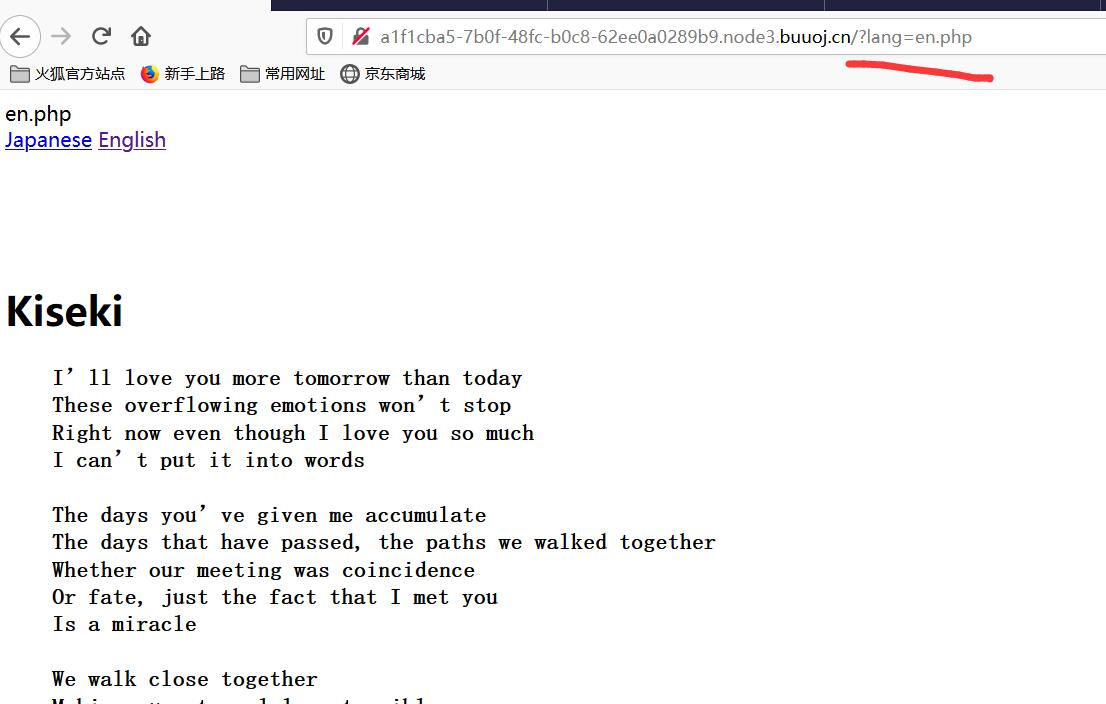 a1f1cba5-7b0f-48fc-b0c8-62ee0a0289b9.node3.buuoj.cn/?lang=en.php
火狐官方站点 新手上路 常用网址 京东商城
en.php
Japanese English
Kiseki
I’ll love you more tomorrow than today
These overflowing emotions won’t stop
Right now even though I love you so much
I can’t put it into words
The days you’ve given me accumulate
The days that have passed, the paths we walked together
Whether our meeting was coincidence
Or fate, just the fact that I met you
Is a miracle
We walk close together